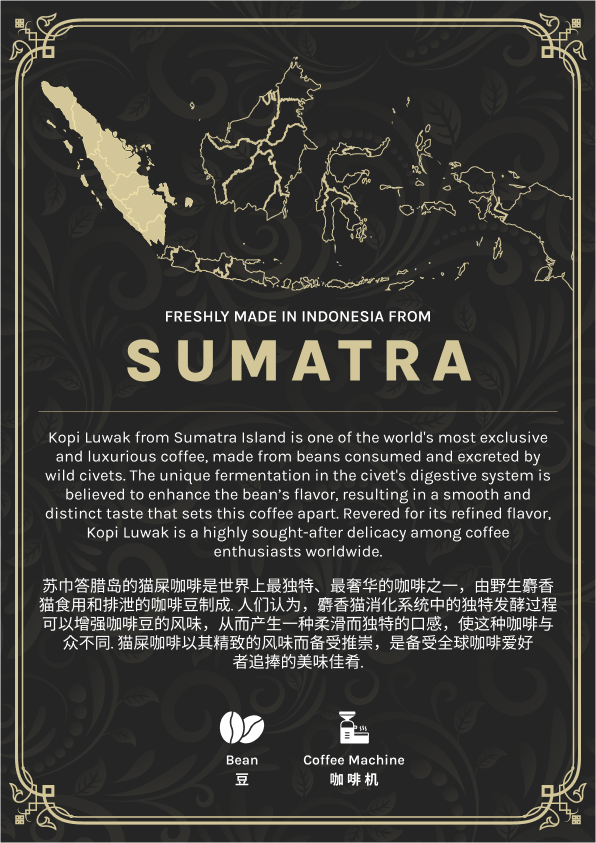 FRESHLY MADE IN INDONESIA FROM
SUMATRA
Kopi Luwak from Sumatra Island is one of the world's most exclusive
and luxurious coffee, made from beans consumed and excreted by
wild civets. The unique fermentation in the civet's digestive system is
believed to enhance the bean’s flavor, resulting in a smooth and
distinct taste that sets this coffee apart. Revered for its refined flavor,
Kopi Luwak is a highly sought-after delicacy among coffee
enthusiasts worldwide.
苏巾答腊岛的猫屎咖啡是世界上最独特、最奢华的咖啡之一，由野生麝香
猫食用和排泄的咖啡豆制成. 人们认为，麝香猫消化系统中的独特发酵过程
可以增强咖啡豆的风味，从而产生一种柔滑而独特的口感，使这种咖啡与
众不同. 猫屎咖啡以其精致的风味而备受推崇，是备受全球咖啡爱好
者追捧的美味佳肴.
Bean
豆
Coffee Machine
咖啡机